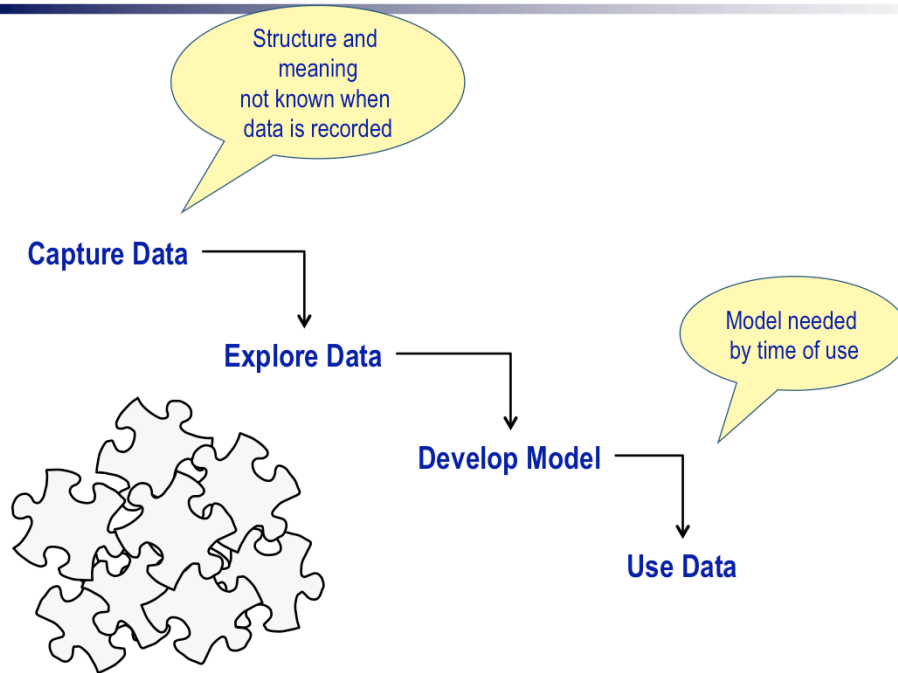 Structure and
meaning
not known when
data is recorded
Capture Data
Explore Data
Model needed
by time of use
Develop Model
Use Data